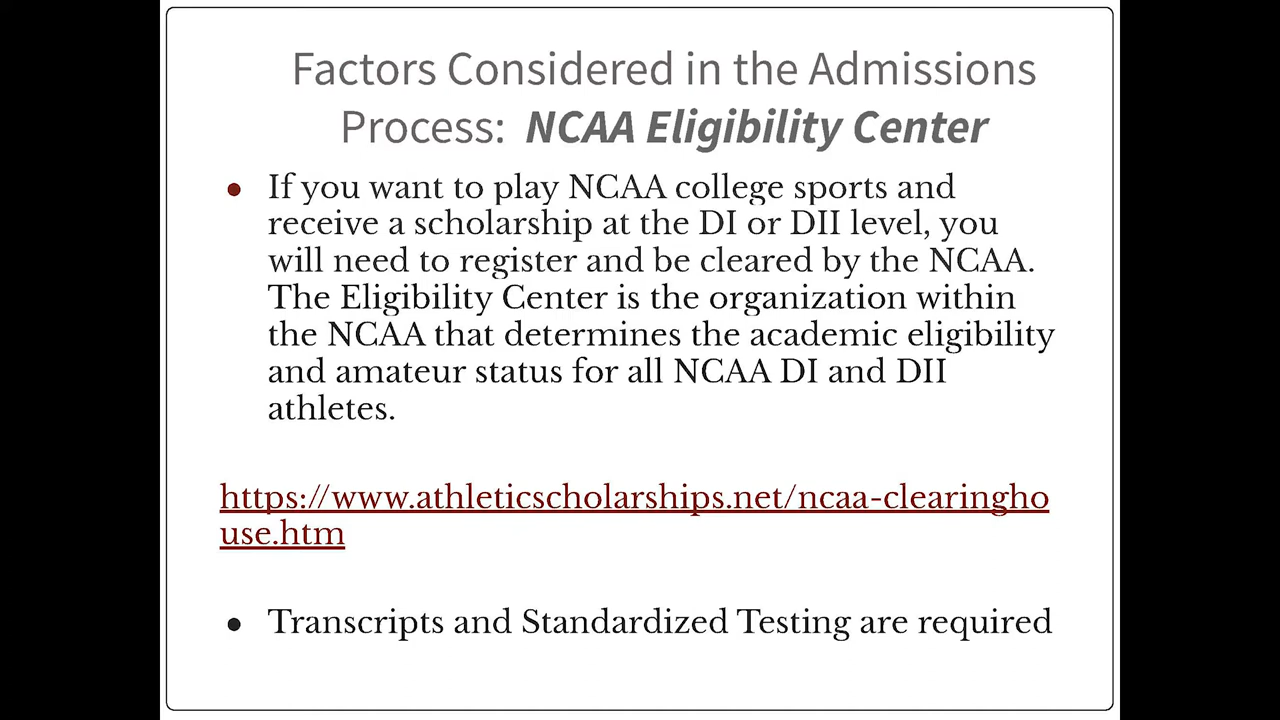 Factors Considered in the Admissions
Process: NCAA Eligibility Center
• If you want to play NCAA college sports and
receive a scholarship at the DI or DII level, you
will need to register and be cleared by the NCAA.
The Eligibility Center is the organization within
the NCAA that determines the academic eligibility
and amateur status for all NCAA DI and DII
athletes.
https://www.athleticscholarships.net/ncaa-clearingho
use.htm
• Transcripts and Standardized Testing are required